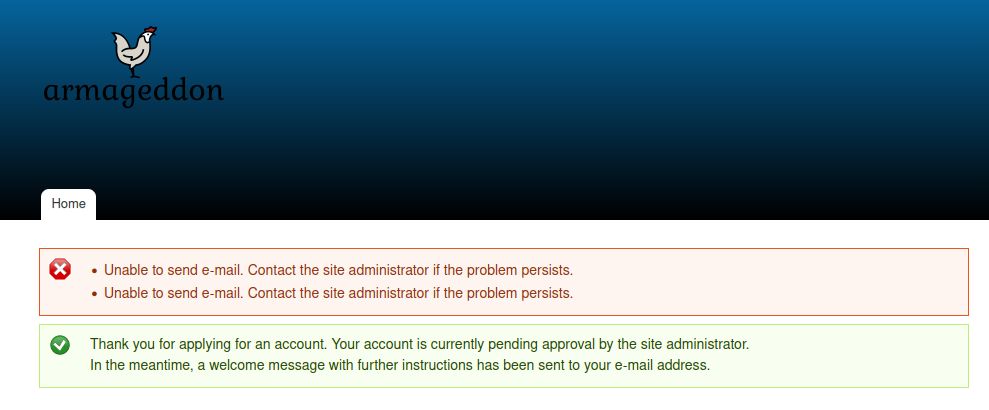 armageddon
Home
Unable to send e-mail. Contact the site administrator if the problem persists.
Unable to send e-mail. Contact the site administrator if the problem persists.
Thank you for applying for an account. Your account is currently pending approval by the site administrator.
In the meantime, a welcome message with further instructions has been sent to your e-mail address.